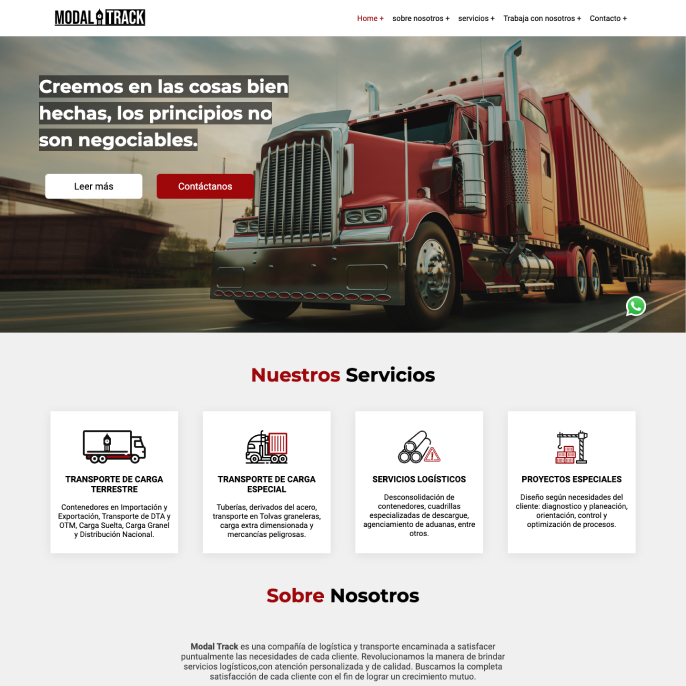 MODAL TRACK
Home +
sobre nosotros +
servicios +
Trabaja con nosotros +
Contacto +
Creemos en las cosas bien
hechas, los principios no
son negociables.
Leer más
Contáctanos
Nuestros Servicios
TRANSPORTE DE CARGA
TERRESTRE
Contenedores en Importación y
Exportación, Transporte de DTA y
OTM, Carga Suelta, Carga Granel
y Distribución Nacional.
TRANSPORTE DE CARGA
ESPECIAL
Tuberías, derivados del acero,
transporte en Tolvas graneleras,
carga extra dimensionada y
mercancías peligrosas.
SERVICIOS LOGÍSTICOS
Desconsolidación de
contenedores, cuadrillas
especializadas de descargue,
agenciamiento de aduanas, entre
otros.
PROYECTOS ESPECIALES
Diseño según necesidades del
cliente: diagnostico y planeación,
orientación, control y
optimización de procesos.
Sobre Nosotros
Modal Track es una compañía de logística y transporte encaminada a satisfacer
puntualmente las necesidades de cada cliente. Revolucionamos la manera de brindar
servicios logísticos,con atención personalizada y de calidad. Buscamos la completa
satisfacción de cada cliente con el fin de lograr un crecimiento mutuo.